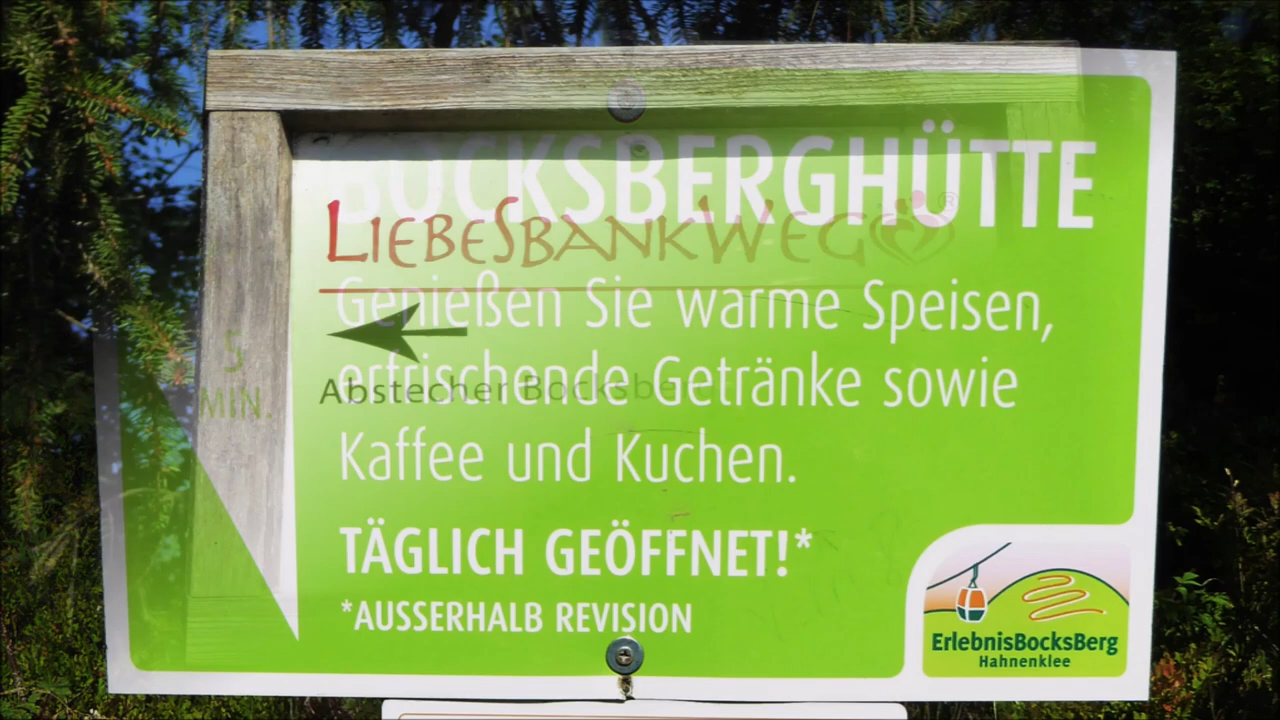 BOCKSBERGHÜTTE
LIEBESBANKWEG ®
Genießen Sie warme Speisen,
5
MIN.
erfrischende Getränke sowie
Abstecher Bocksberg
Kaffee und Kuchen.
TÄGLICH GEÖFFNET!*
*AUSSERHALB REVISION
ErlebnisBocksBerg
Hahnenklee